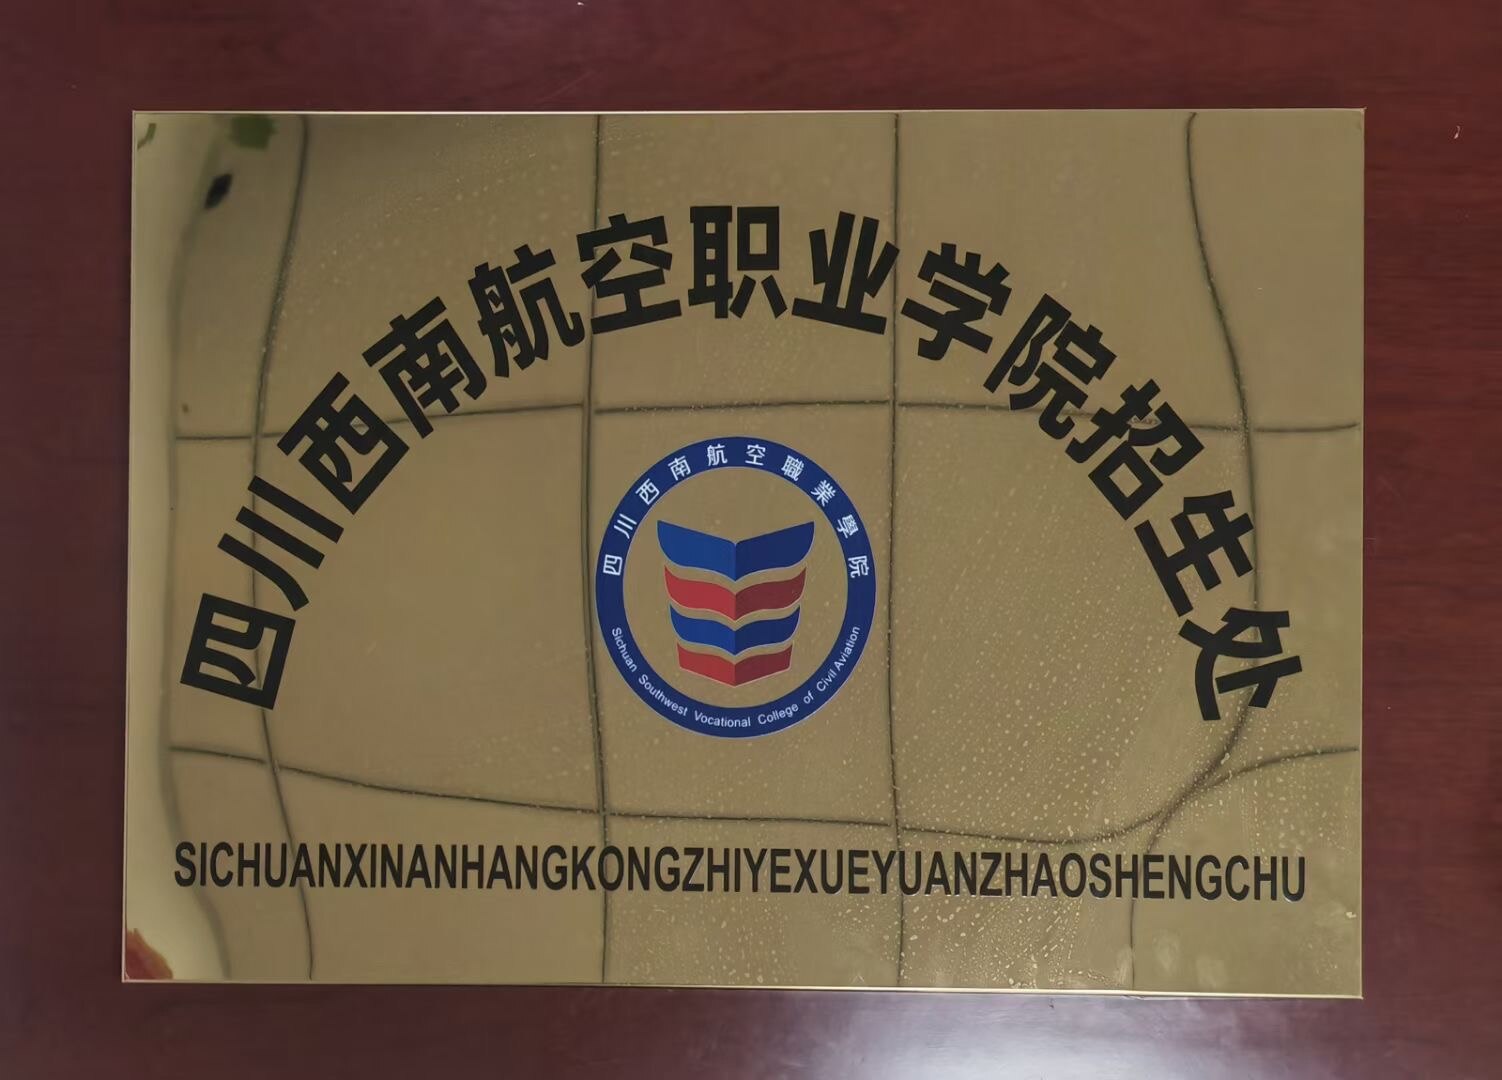 四川西南航空职业学院招生处
四川西南航空職業學院
Sichuan Southwest Vocational College of Civil Aviation
SICHUANXINANHANGKONGZHIYEXUEYUANZHAOSHENGCHU